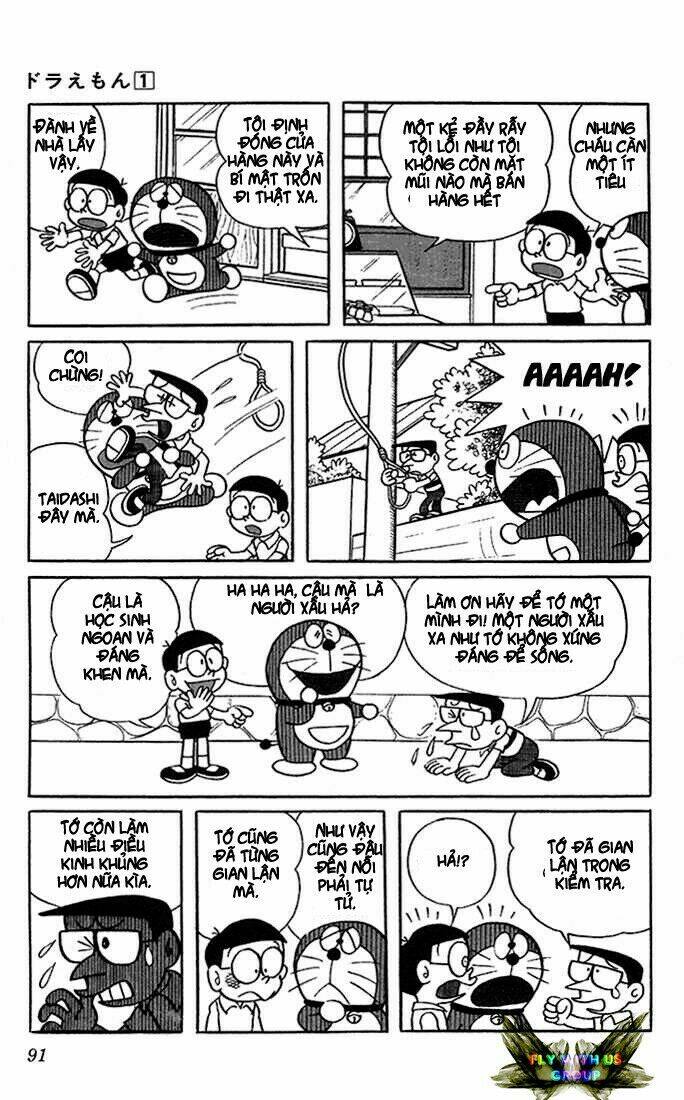 ドラえもん1
NHƯNG
CHÁU CẦN
MỘT ÍT
TIÊU
MỘT KẺ ĐẦY RẪY
TỘI LỖI NHƯ TÔI
KHÔNG CÒN MẶT
MŨI NÀO MÀ BÁN
HÀNG HẾT
TÔI ĐỊNH
ĐÓNG CỬA
HÀNG NÀY VÀ
BÍ MẬT TRỐN
ĐI THẬT XA.
ĐÀNH VỀ
NHÀ LẤY
VẬY.
AAAAH!
COI
CHỪNG!
TAIDASHI
ĐÂY MÀ.
LÀM ƠN HÃY ĐỂ TỚ MỘT
MÌNH ĐI! MỘT NGƯỜI XẤU
XA NHƯ TỚ KHÔNG XỨNG
ĐÁNG ĐỂ SỐNG.
HA HA HA, CẬU MÀ LÀ
NGƯỜI XẤU HẢ?
CẬU LÀ
HỌC SINH
NGOAN VÀ
ĐÁNG
KHEN MÀ.
TỚ ĐÃ GIAN
LẬN TRONG
KIỂM TRA.
HẢ!?
NHƯ VẬY
CŨNG ĐÂU
ĐẾN NỖI
PHẢI TỰ
TỬ.
TỚ CŨNG
ĐÃ TỪNG
GIAN LẬN
MÀ.
TỚ CÒN LÀM
NHIỀU ĐIỀU
KINH KHỦNG
HƠN NỮA KÌA.
91
FLY WITH US
GROUP